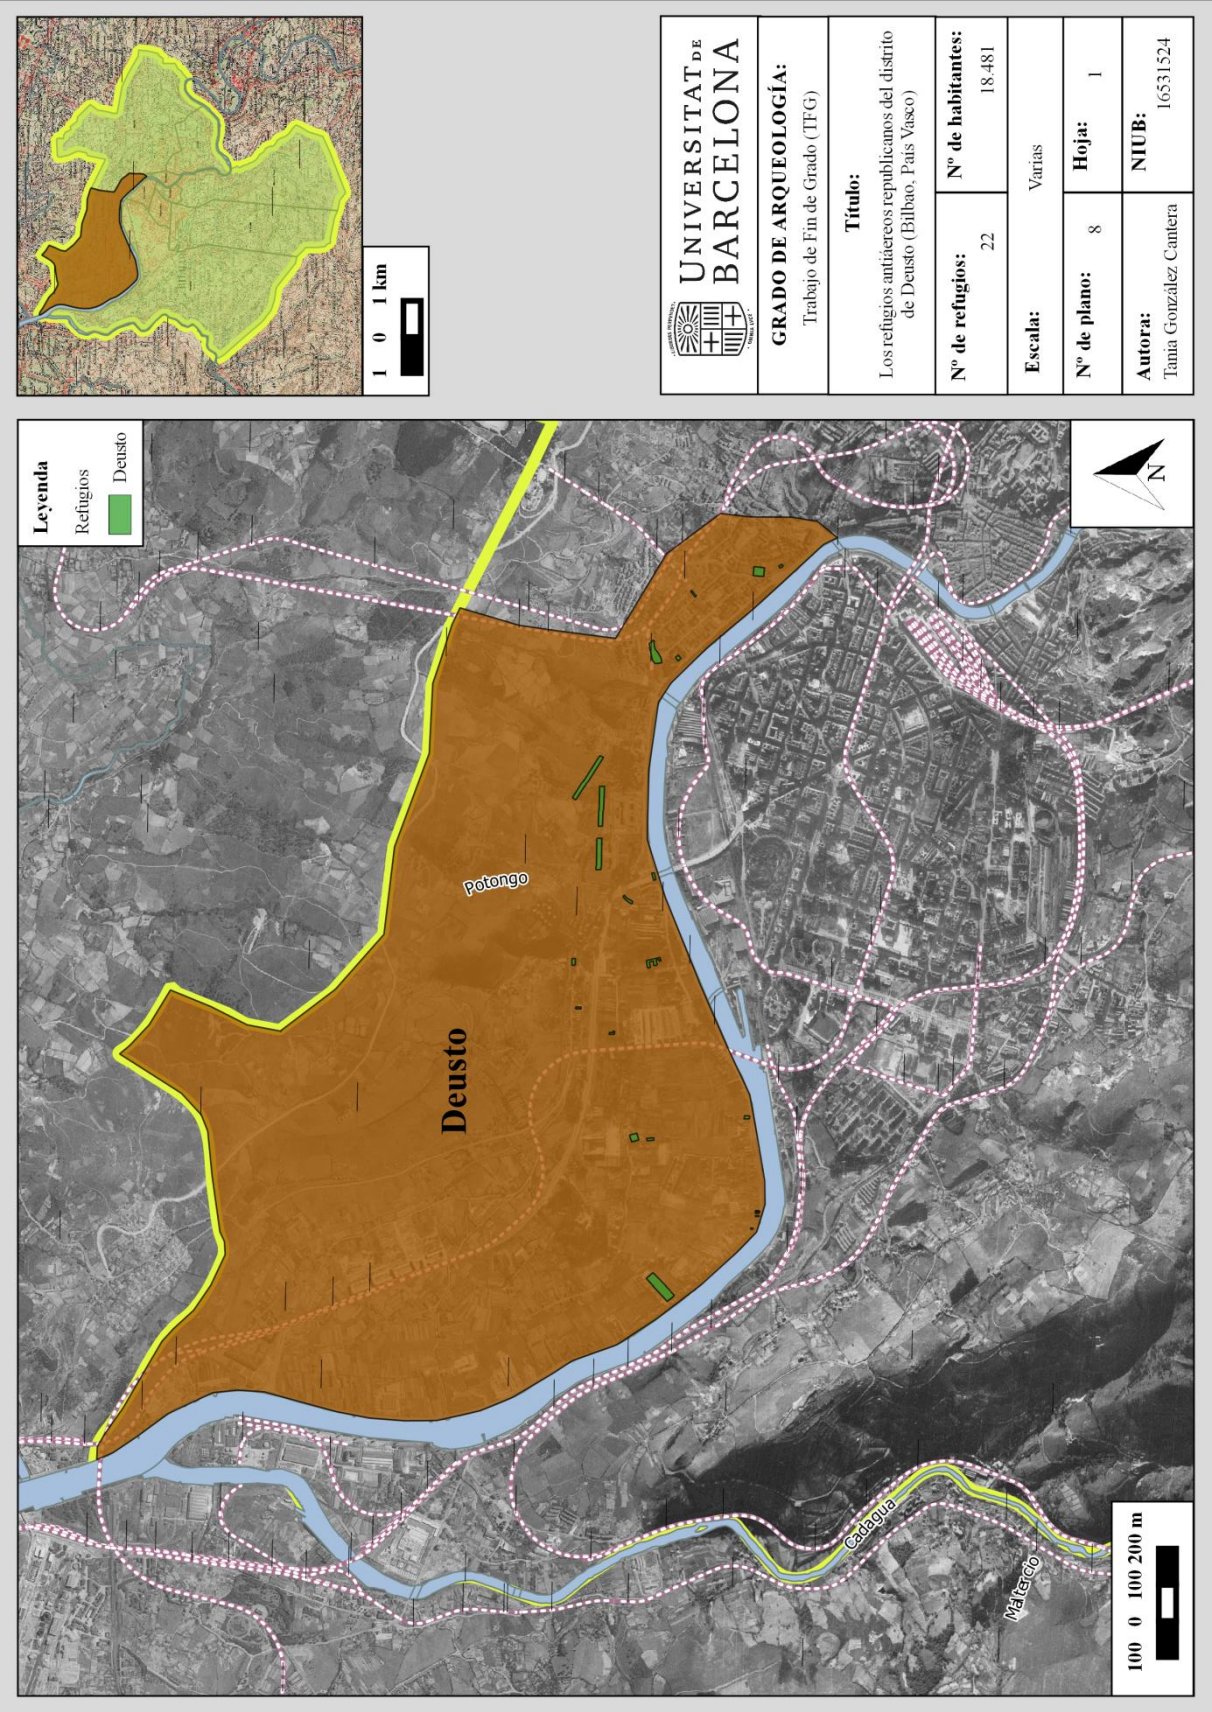 Leyenda
Refugios
Deusto
Deusto
Potongo
Cadagua
Maltercio
100 0 100 200 m
N
1 0 1 km
UNIVERSITAT DE
BARCELONA
GRADO DE ARQUEOLOGÍA:
Trabajo de Fin de Grado (TFG)
Título:
Los refugios antiáereos republicanos del distrito
de Deusto (Bilbao, País Vasco)
Nº de refugios:
22
Nº de habitantes:
18.481
Escala:
Varias
Nº de plano:
8
Hoja:
1
Autora:
Tania González Cantera
NIUB:
16531524